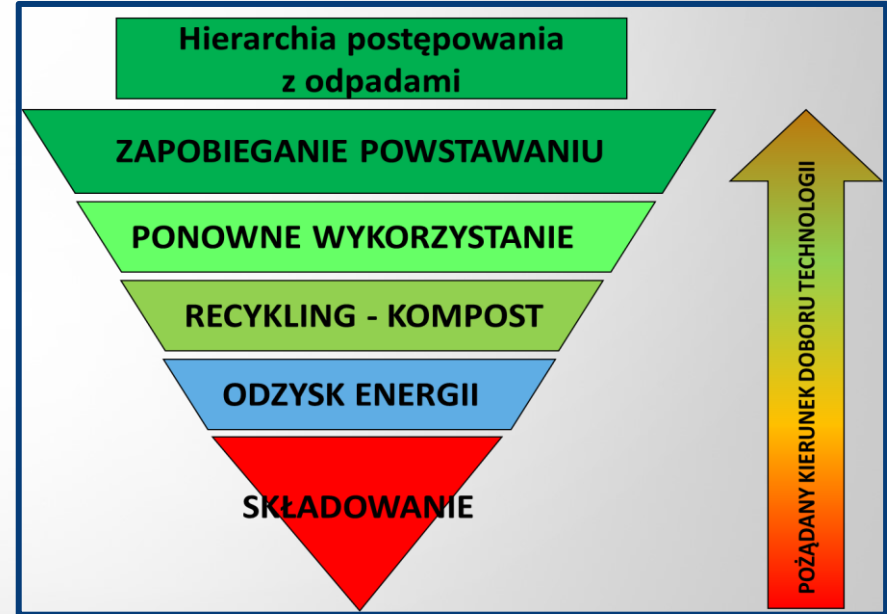 Hierarchia postępowania
z odpadami
ZAPOBIEGANIE POWSTAWANIU
PONOWNE WYKORZYSTANIE
RECYKLING - KOMPOST
ODZYSK ENERGII
SKŁADOWANIE
POŻĄDANY KIERUNEK DOBORU TECHNOLOGII